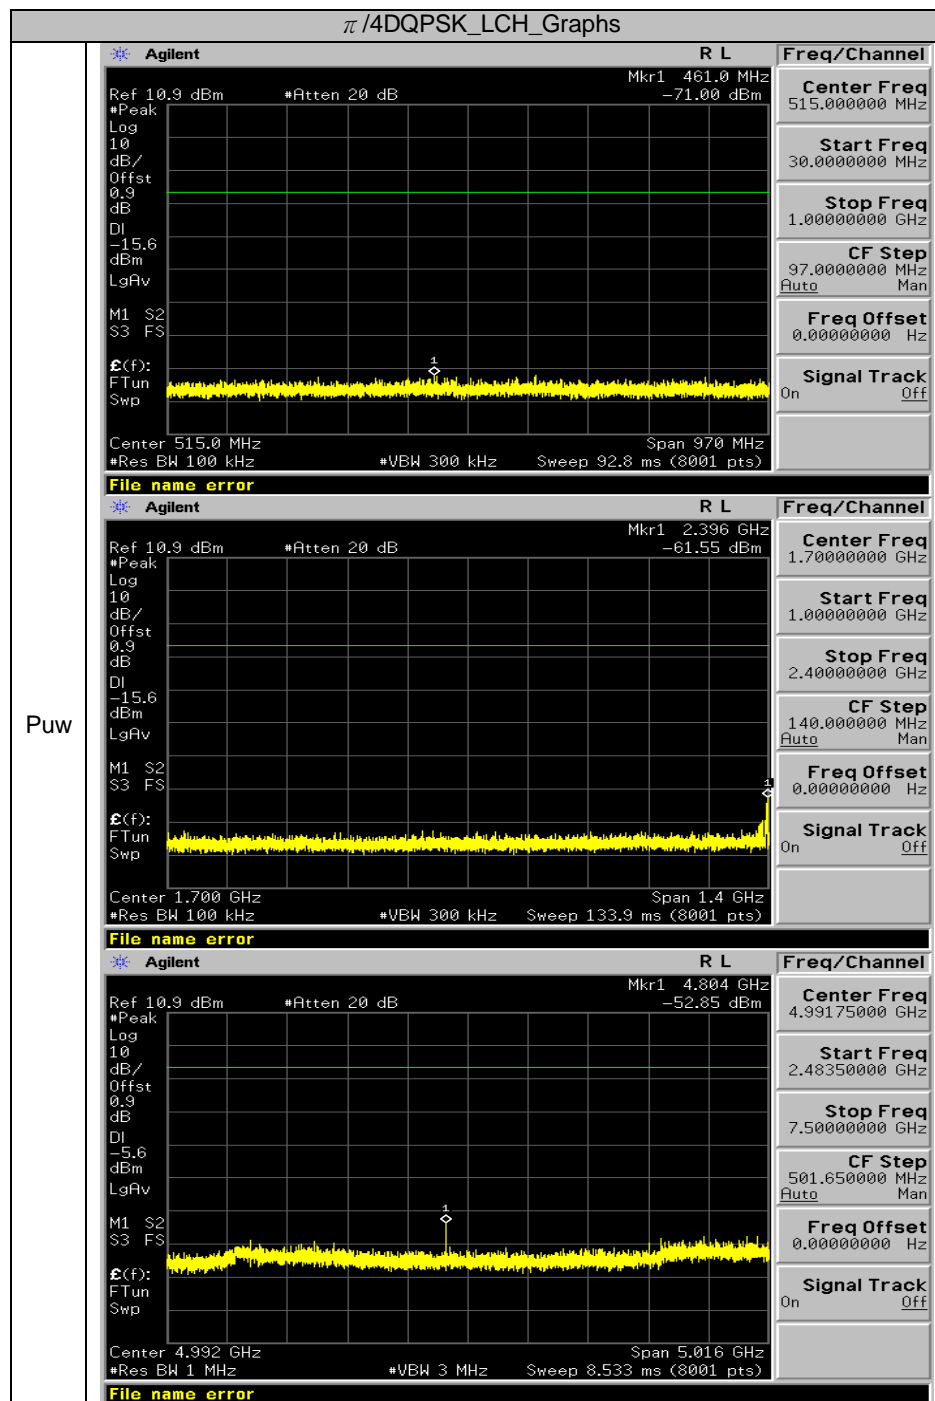 π/4DQPSK_LCH_Graphs
Puw
Agilent R L Freq/Channel
Mkr1 461.0 MHz
Ref 10.9 dBm #Atten 20 dB -71.00 dBm
#Peak
Log
10
dB/
Offst
0.9
dB
DI
-15.6
dBm
LgAv
M1 S2
S3 FS
£(f):
FTun
Swp
1
Center 515.0 MHz Span 970 MHz
#Res BW 100 kHz #VBW 300 kHz Sweep 92.8 ms (8001 pts)
File name error
Center Freq
515.000000 MHz
Start Freq
30.0000000 MHz
Stop Freq
1.00000000 GHz
CF Step
97.0000000 MHz
Auto Man
Freq Offset
0.00000000 Hz
Signal Track
On Off
Agilent R L Freq/Channel
Mkr1 2.396 GHz
Ref 10.9 dBm #Atten 20 dB -61.55 dBm
#Peak
Log
10
dB/
Offst
0.9
dB
DI
-15.6
dBm
LgAv
M1 S2
S3 FS
£(f):
FTun
Swp
1
Center 1.700 GHz Span 1.4 GHz
#Res BW 100 kHz #VBW 300 kHz Sweep 133.9 ms (8001 pts)
File name error
Center Freq
1.70000000 GHz
Start Freq
1.00000000 GHz
Stop Freq
2.40000000 GHz
CF Step
140.000000 MHz
Auto Man
Freq Offset
0.00000000 Hz
Signal Track
On Off
Agilent R L Freq/Channel
Mkr1 4.804 GHz
Ref 10.9 dBm #Atten 20 dB -52.85 dBm
#Peak
Log
10
dB/
Offst
0.9
dB
DI
-5.6
dBm
LgAv
M1 S2
S3 FS
£(f):
FTun
Swp
1
Center 4.992 GHz Span 5.016 GHz
#Res BW 1 MHz #VBW 3 MHz Sweep 8.533 ms (8001 pts)
File name error
Center Freq
4.99175000 GHz
Start Freq
2.48350000 GHz
Stop Freq
7.50000000 GHz
CF Step
501.650000 MHz
Auto Man
Freq Offset
0.00000000 Hz
Signal Track
On Off